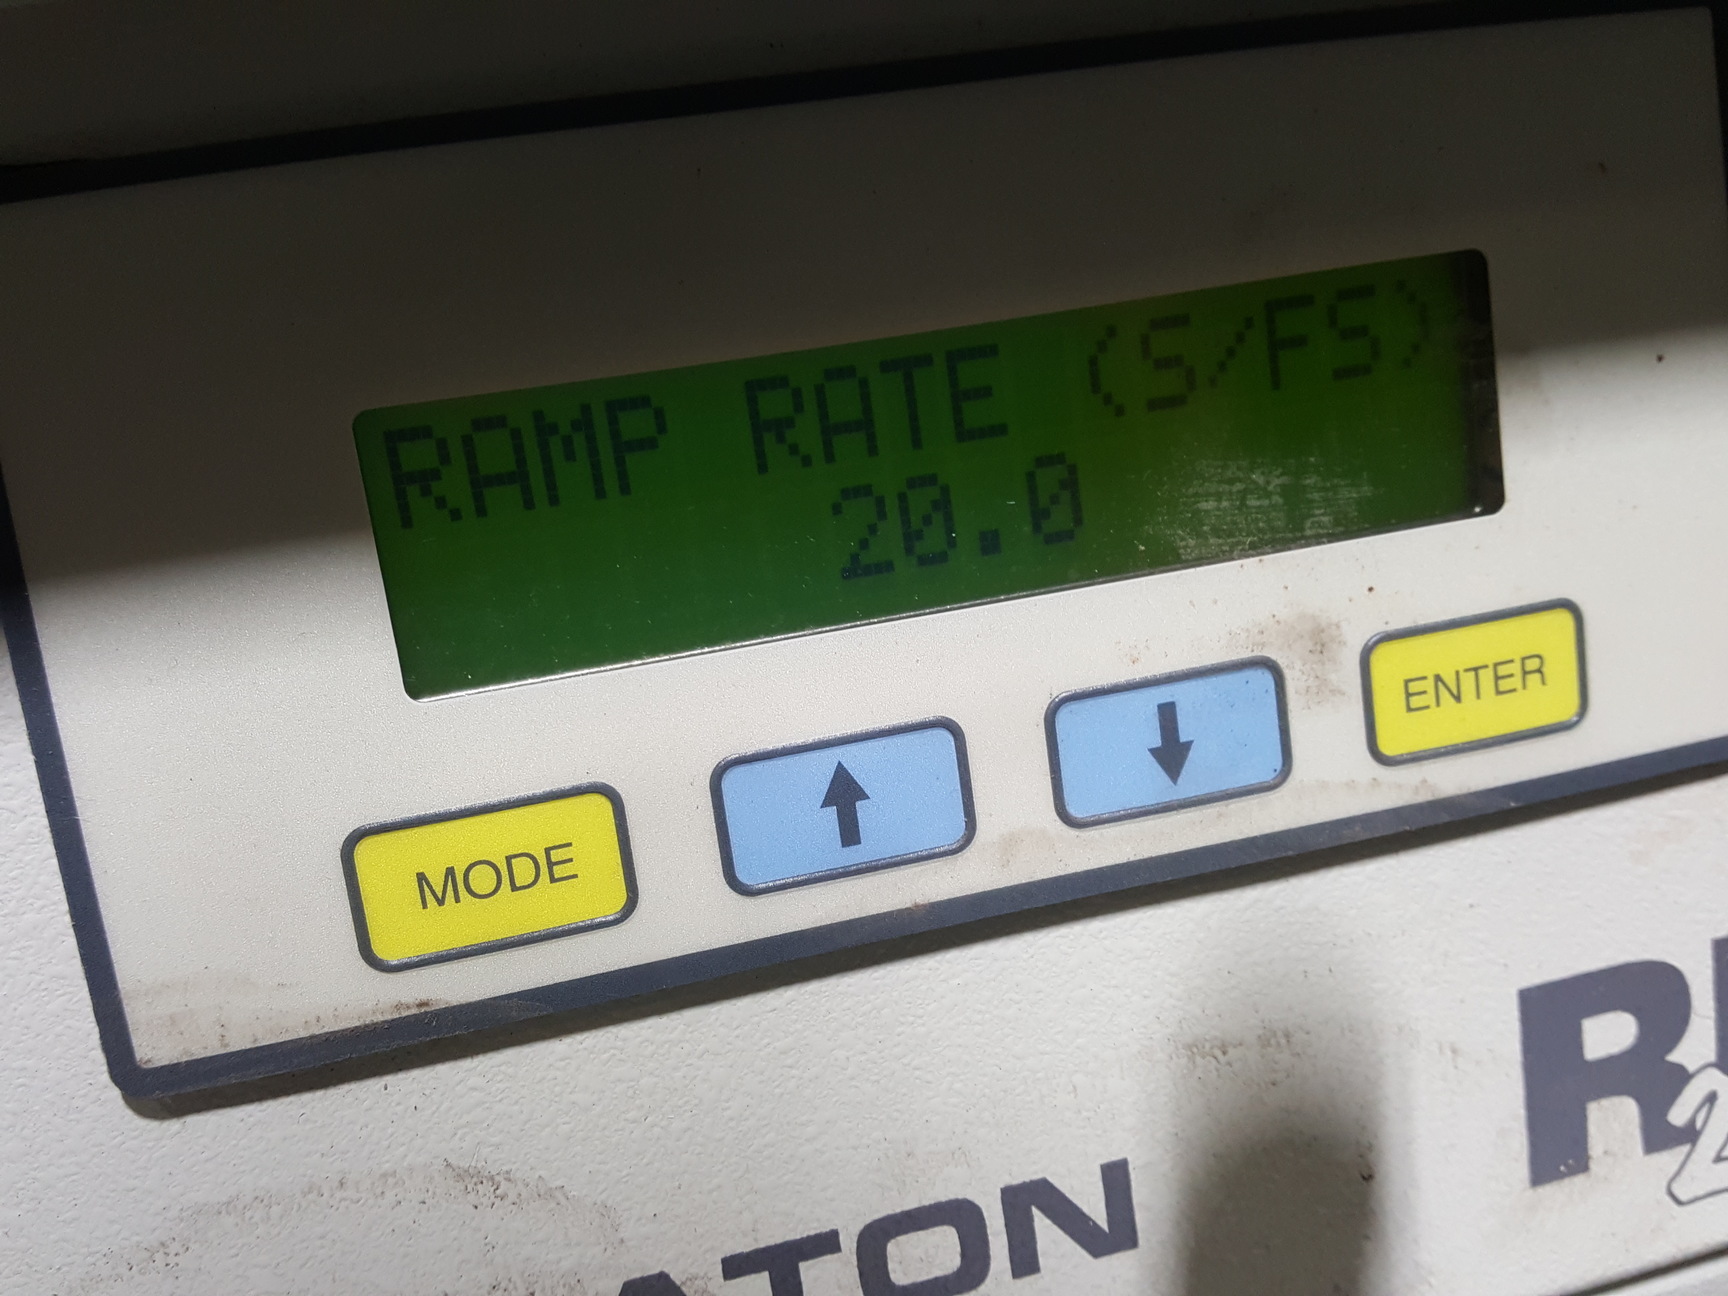 RAMP RATE (S/FS)
20.0
MODE
ENTER
ATON